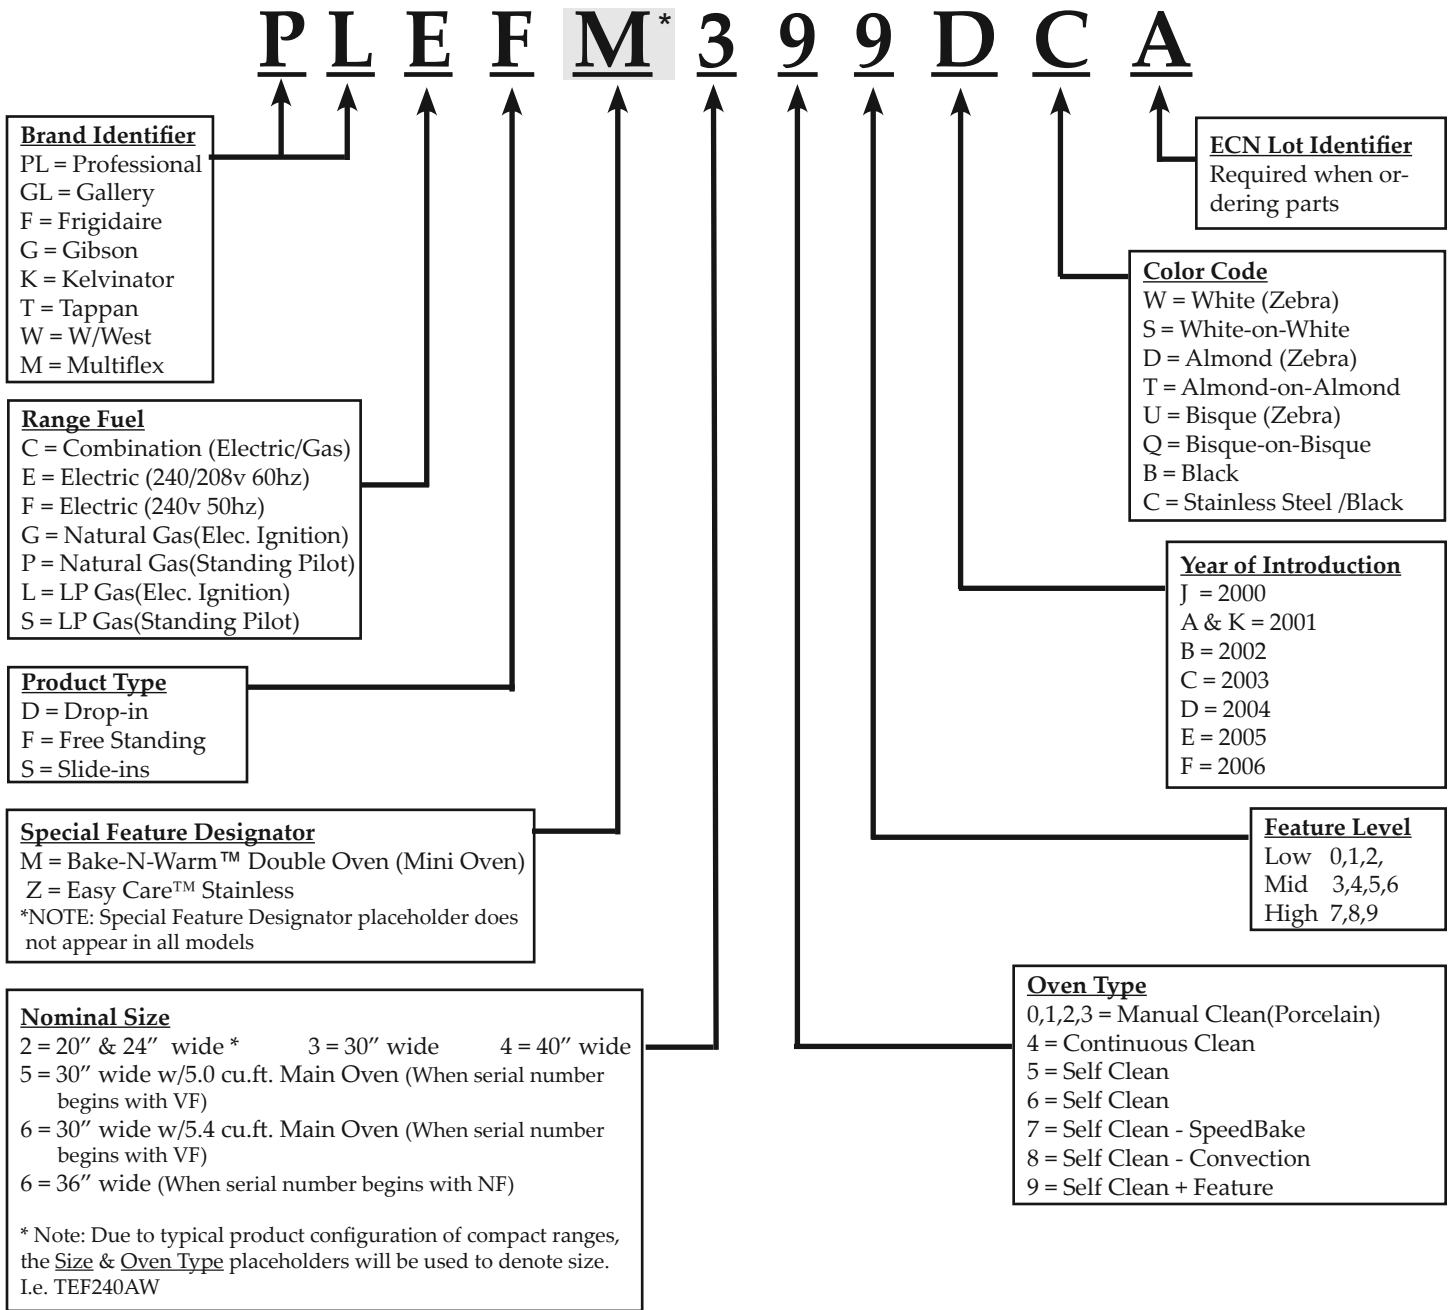 P L E F M* 3 9 9 D C A
Brand Identifier
PL = Professional
GL = Gallery
F = Frigidaire
G = Gibson
K = Kelvinator
T = Tappan
W = W/West
M = Multiflex
Range Fuel
C = Combination (Electric/Gas)
E = Electric (240/208v 60hz)
F = Electric (240v 50hz)
G = Natural Gas(Elec. Ignition)
P = Natural Gas(Standing Pilot)
L = LP Gas(Elec. Ignition)
S = LP Gas(Standing Pilot)
Product Type
D = Drop-in
F = Free Standing
S = Slide-ins
Special Feature Designator
M = Bake-N-Warm™ Double Oven (Mini Oven)
Z = Easy Care™ Stainless
*NOTE: Special Feature Designator placeholder does
not appear in all models
Nominal Size
2 = 20″ & 24″ wide * 3 = 30″ wide 4 = 40″ wide
5 = 30″ wide w/5.0 cu.ft. Main Oven (When serial number
begins with VF)
6 = 30″ wide w/5.4 cu.ft. Main Oven (When serial number
begins with VF)
6 = 36″ wide (When serial number begins with NF)
* Note: Due to typical product configuration of compact ranges,
the Size & Oven Type placeholders will be used to denote size.
I.e. TEF240AW
ECN Lot Identifier
Required when or-
dering parts
Color Code
W = White (Zebra)
S = White-on-White
D = Almond (Zebra)
T = Almond-on-Almond
U = Bisque (Zebra)
Q = Bisque-on-Bisque
B = Black
C = Stainless Steel /Black
Year of Introduction
J = 2000
A & K = 2001
B = 2002
C = 2003
D = 2004
E = 2005
F = 2006
Feature Level
Low 0,1,2,
Mid 3,4,5,6
High 7,8,9
Oven Type
0,1,2,3 = Manual Clean(Porcelain)
4 = Continuous Clean
5 = Self Clean
6 = Self Clean
7 = Self Clean - SpeedBake
8 = Self Clean - Convection
9 = Self Clean + Feature